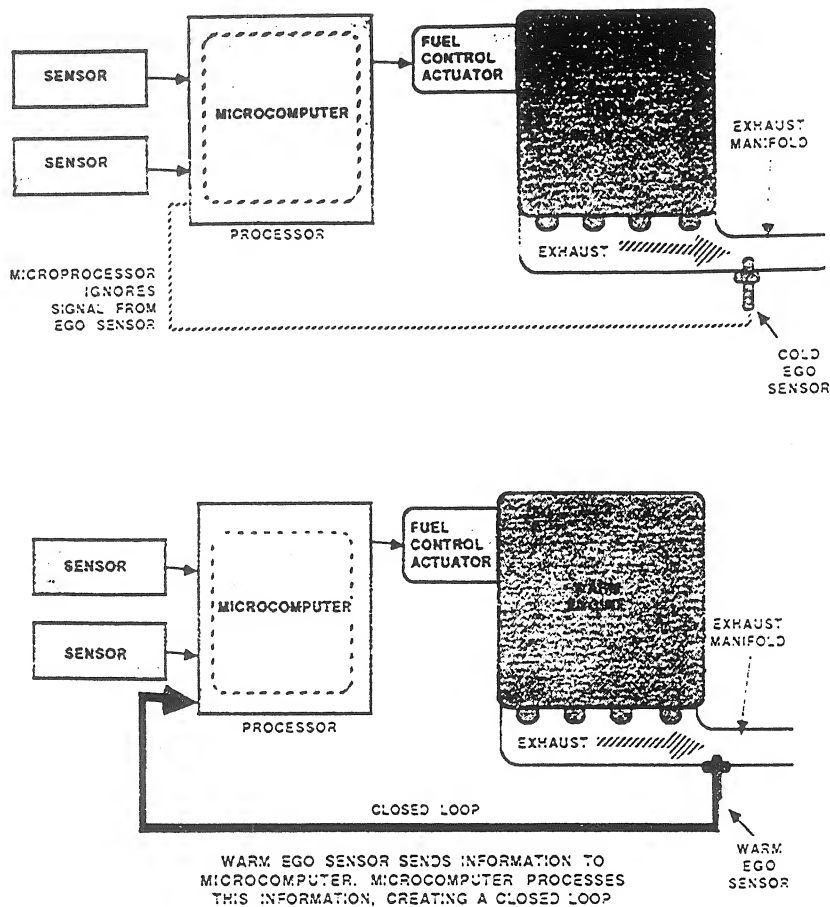 SENSOR
SENSOR
MICROCOMPUTER
PROCESSOR
FUEL
CONTROL
ACTUATOR
EXHAUST
MANIFOLD
EXHAUST
MICROPROCESSOR
IGNORES
SIGNAL FROM
EGO SENSOR
COLD
EGO
SENSOR
SENSOR
SENSOR
MICROCOMPUTER
PROCESSOR
FUEL
CONTROL
ACTUATOR
WARM
ENGINE
EXHAUST
MANIFOLD
EXHAUST
CLOSED LOOP
WARM
EGO
SENSOR
WARM EGO SENSOR SENDS INFORMATION TO
MICROCOMPUTER. MICROCOMPUTER PROCESSES
THIS INFORMATION, CREATING A CLOSED LOOP